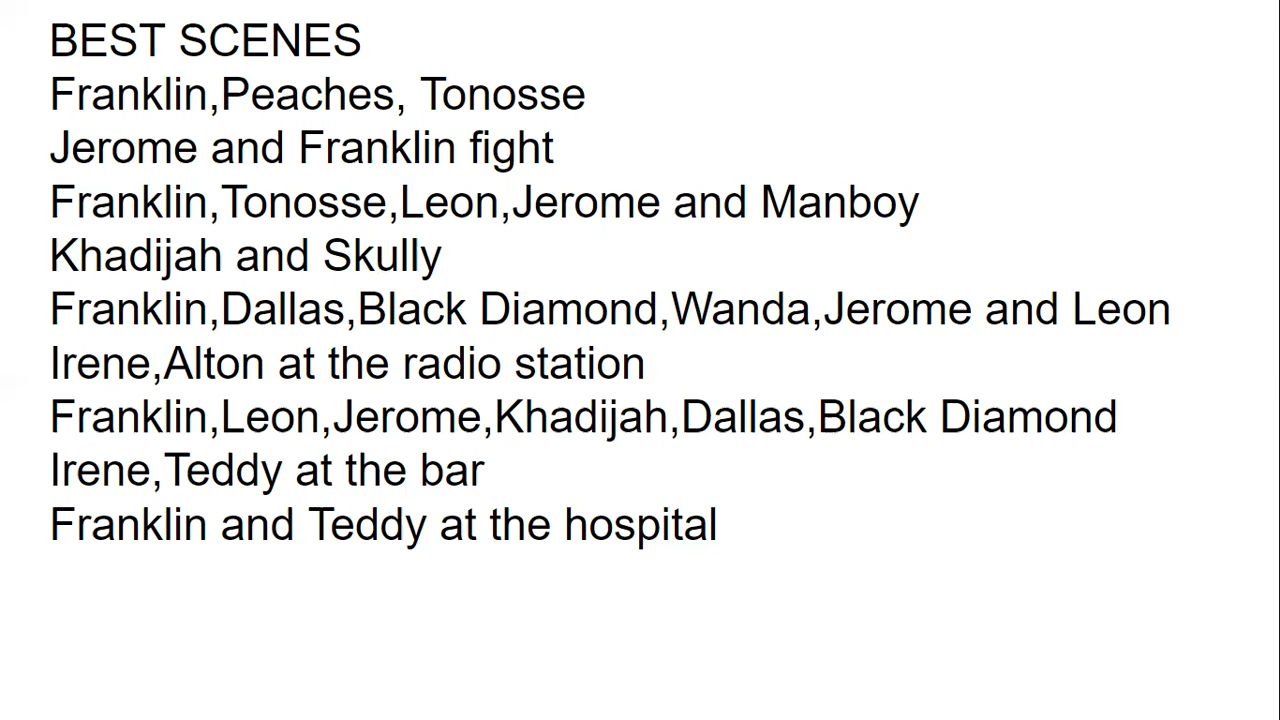 BEST SCENES
Franklin,Peaches, Tonosse
Jerome and Franklin fight
Franklin,Tonosse,Leon,Jerome and Manboy
Khadijah and Skully
Franklin,Dallas,Black Diamond,Wanda,Jerome and Leon
Irene,Alton at the radio station
Franklin,Leon,Jerome,Khadijah,Dallas,Black Diamond
Irene,Teddy at the bar
Franklin and Teddy at the hospital